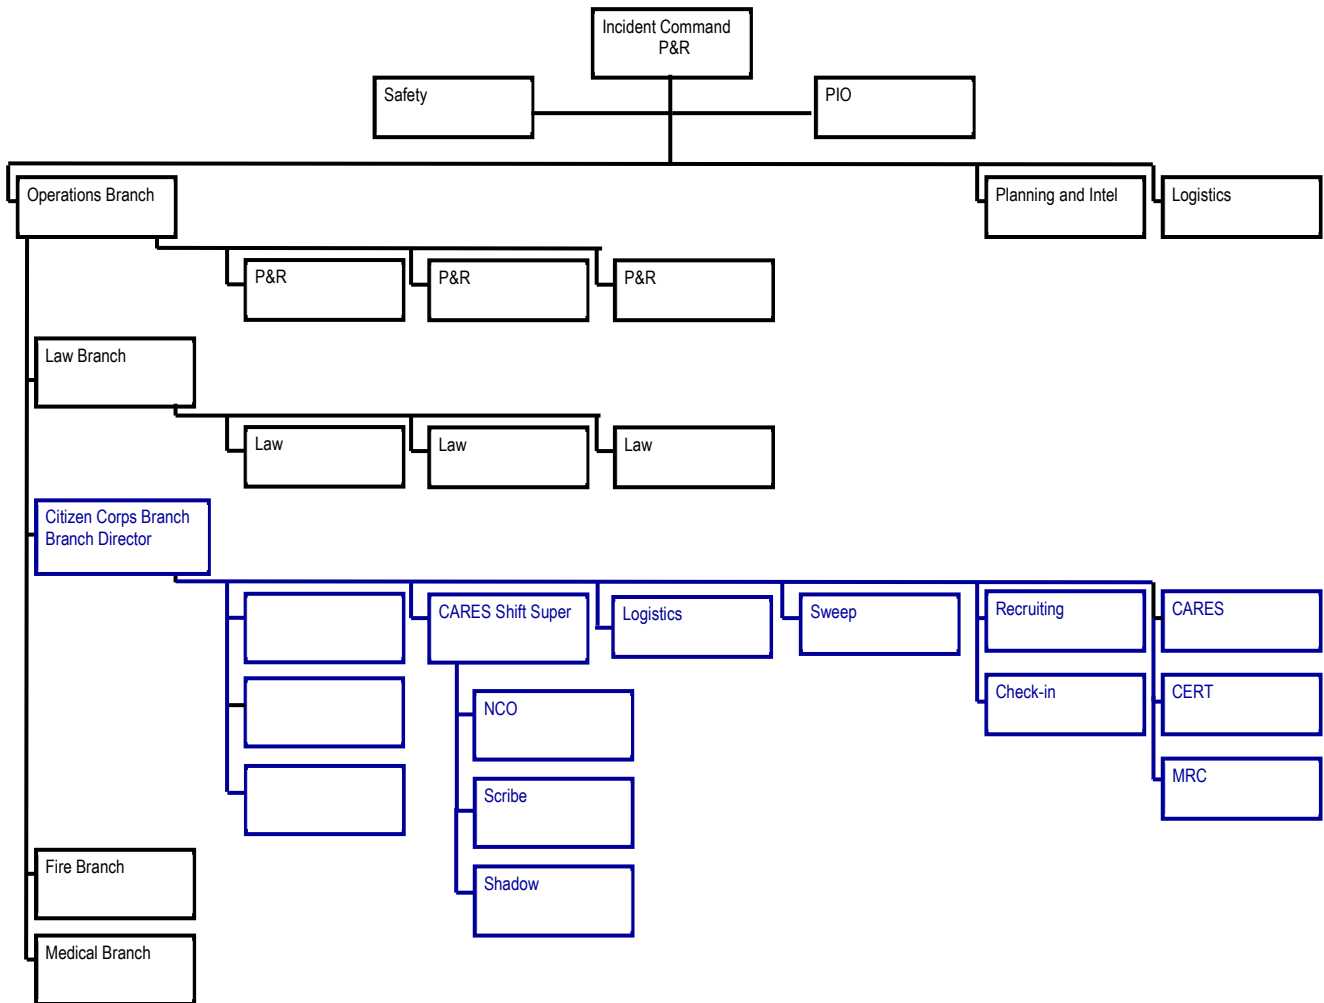 Incident Command
P&R
Safety
PIO
Operations Branch
Planning and Intel
Logistics
P&R
P&R
P&R
Law Branch
Law
Law
Law
Citizen Corps Branch
Branch Director
CARES Shift Super
Logistics
Sweep
Recruiting
CARES
Check-in
CERT
NCO
MRC
Scribe
Shadow
Fire Branch
Medical Branch